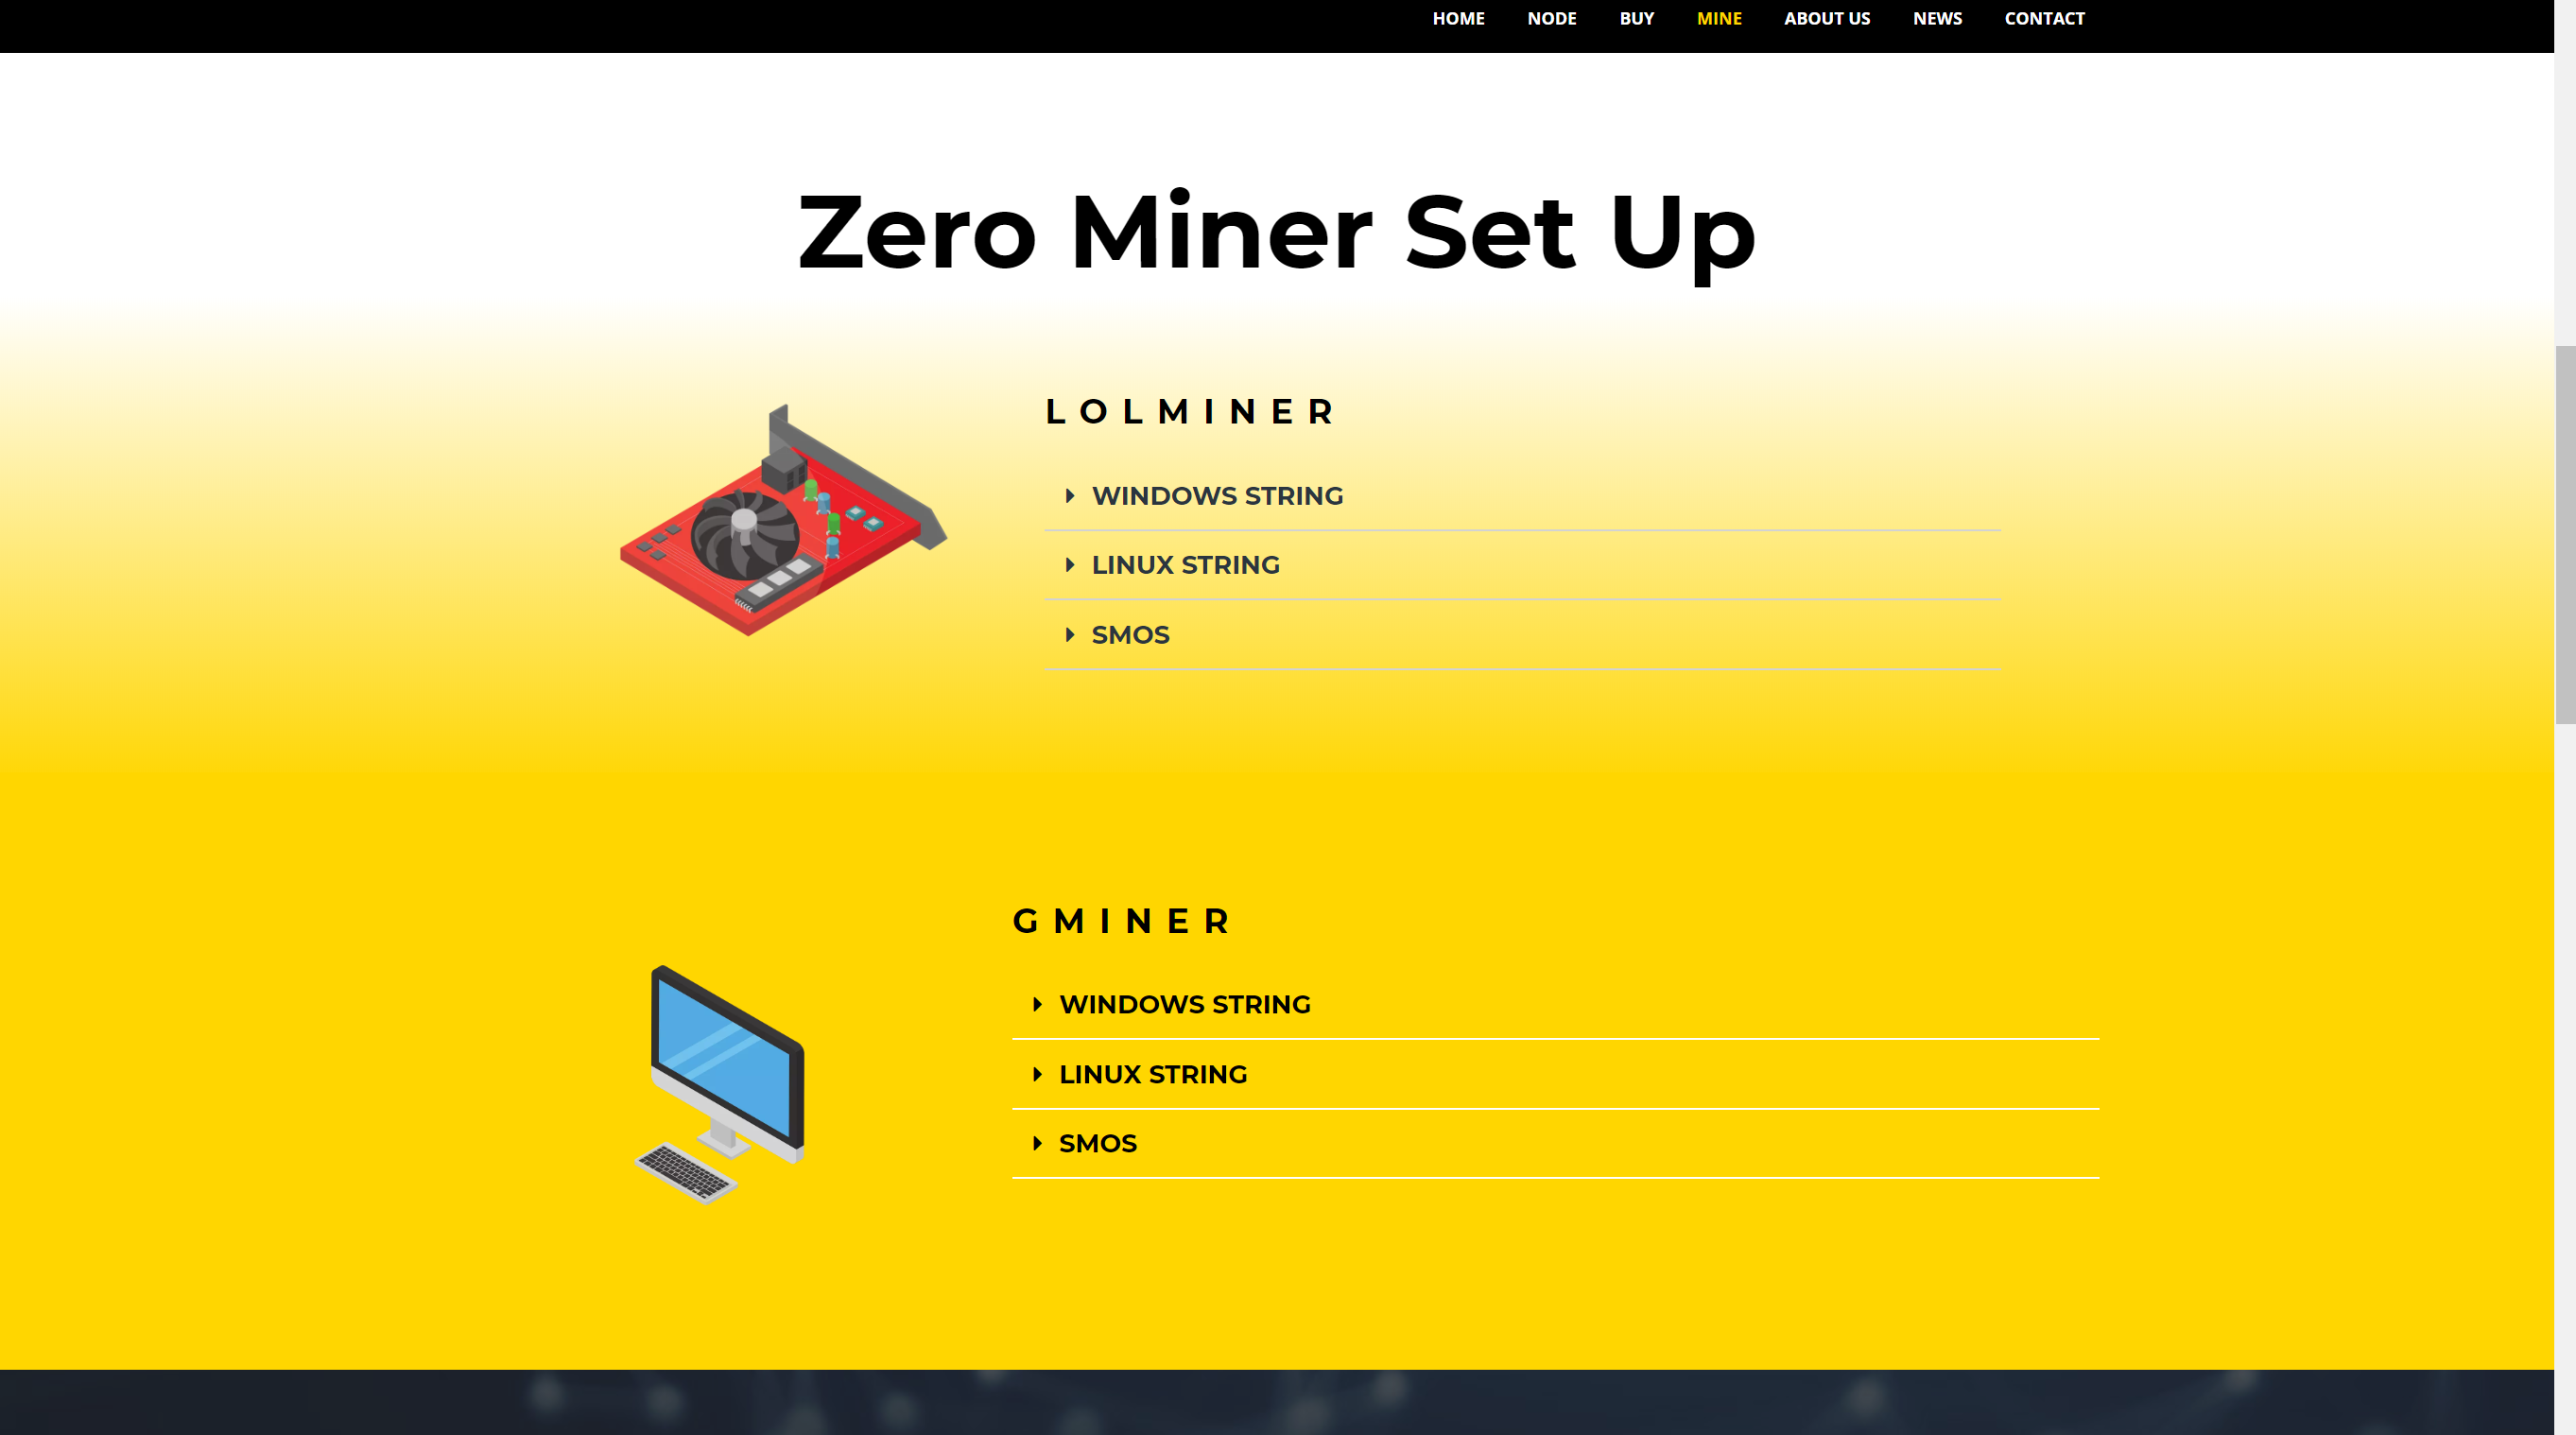 HOME NODE BUY MINE ABOUT US NEWS CONTACT
Zero Miner Set Up
LOLMINER
WINDOWS STRING
LINUX STRING
SMOS
GMINER
WINDOWS STRING
LINUX STRING
SMOS